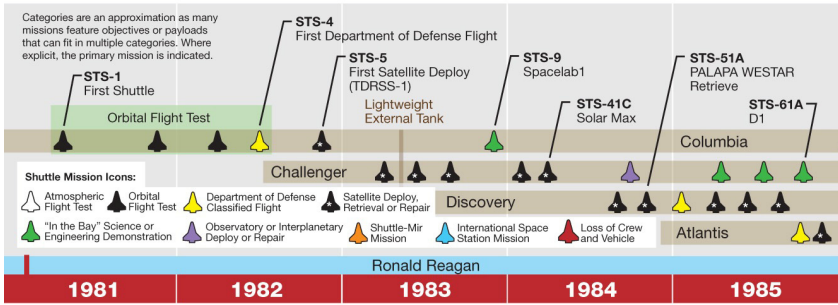 Categories are an approximation as many
missions feature objectives or payloads
that can fit in multiple categories. Where
explicit, the primary mission is indicated.
STS-4
First Department of Defense Flight
STS-1
First Shuttle
STS-5
First Satellite Deploy
(TDRSS-1)
STS-9
Spacelab1
STS-51A
PALAPA WESTAR
Retrieve
Lightweight
External Tank
STS-41C
Solar Max
STS-61A
D1
Orbital Flight Test
Columbia
Challenger
Shuttle Mission Icons:
Atmospheric
Flight Test
Orbital
Flight Test
Department of Defense
Classified Flight
Satellite Deploy,
Retrieval or Repair
Discovery
"In the Bay" Science or
Engineering Demonstration
Observatory or Interplanetary
Deploy or Repair
Shuttle-Mir
Mission
International Space
Station Mission
Loss of Crew
and Vehicle
Atlantis
Ronald Reagan
1981 1982 1983 1984 1985